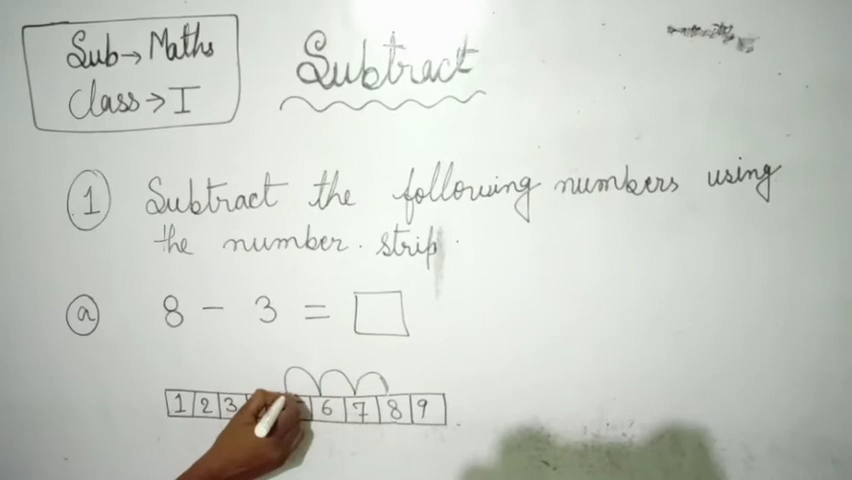 Sub→ Maths
Class→ I
Subtract
① Subtract the following numbers using
the number strip.
ⓐ 8 - 3 = □
1 2 3 6 7 8 9